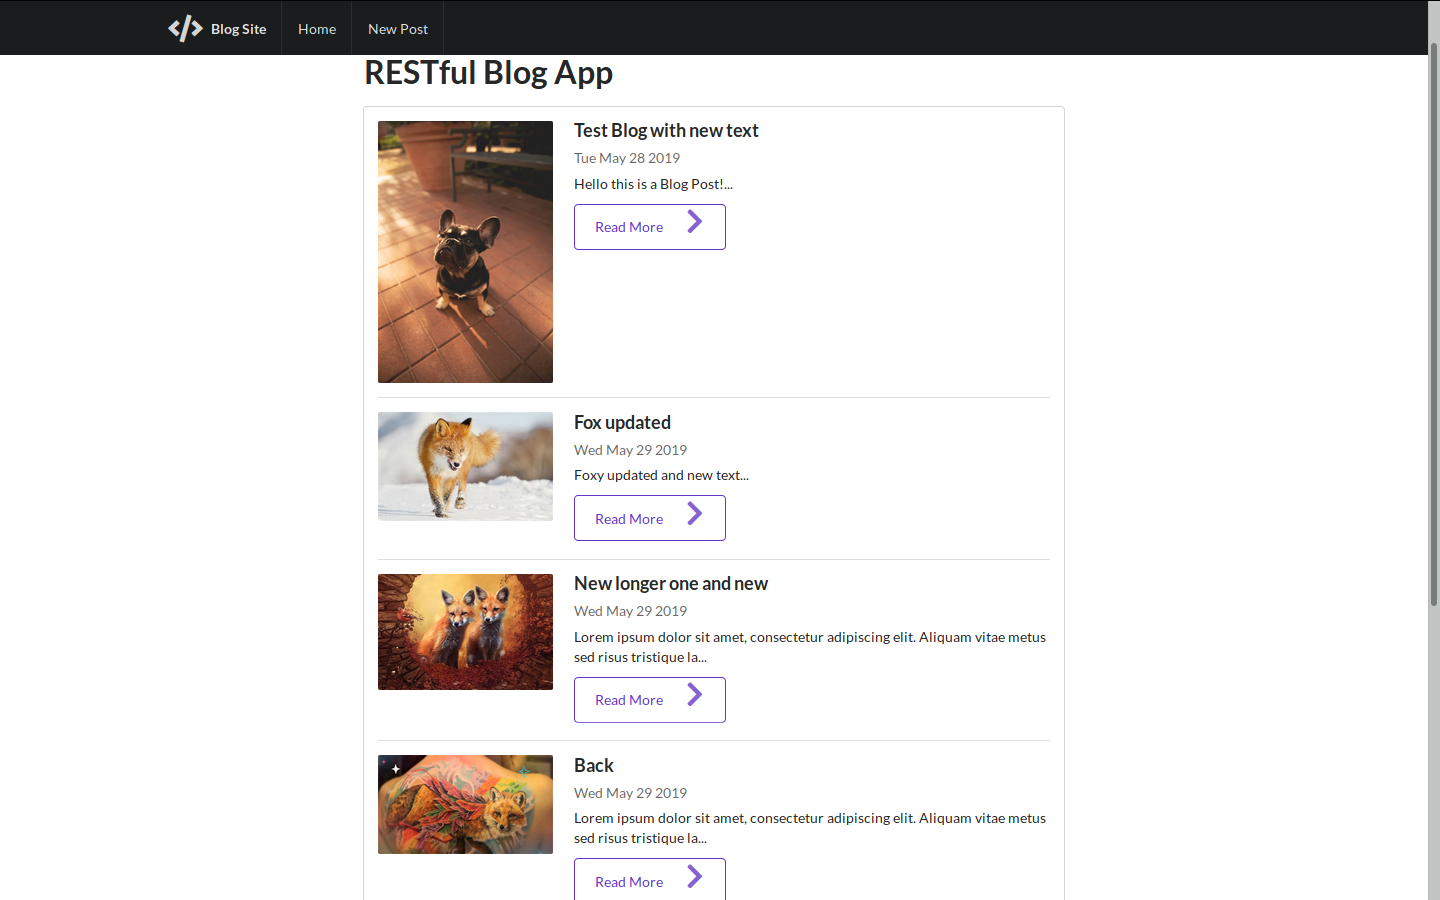 Blog Site
Home
New Post
RESTful Blog App
Test Blog with new text
Tue May 28 2019
Hello this is a Blog Post!...
Read More
Fox updated
Wed May 29 2019
Foxy updated and new text...
Read More
New longer one and new
Wed May 29 2019
Lorem ipsum dolor sit amet, consectetur adipiscing elit. Aliquam vitae metus
sed risus tristique la...
Read More
Back
Wed May 29 2019
Lorem ipsum dolor sit amet, consectetur adipiscing elit. Aliquam vitae metus
sed risus tristique la...
Read More